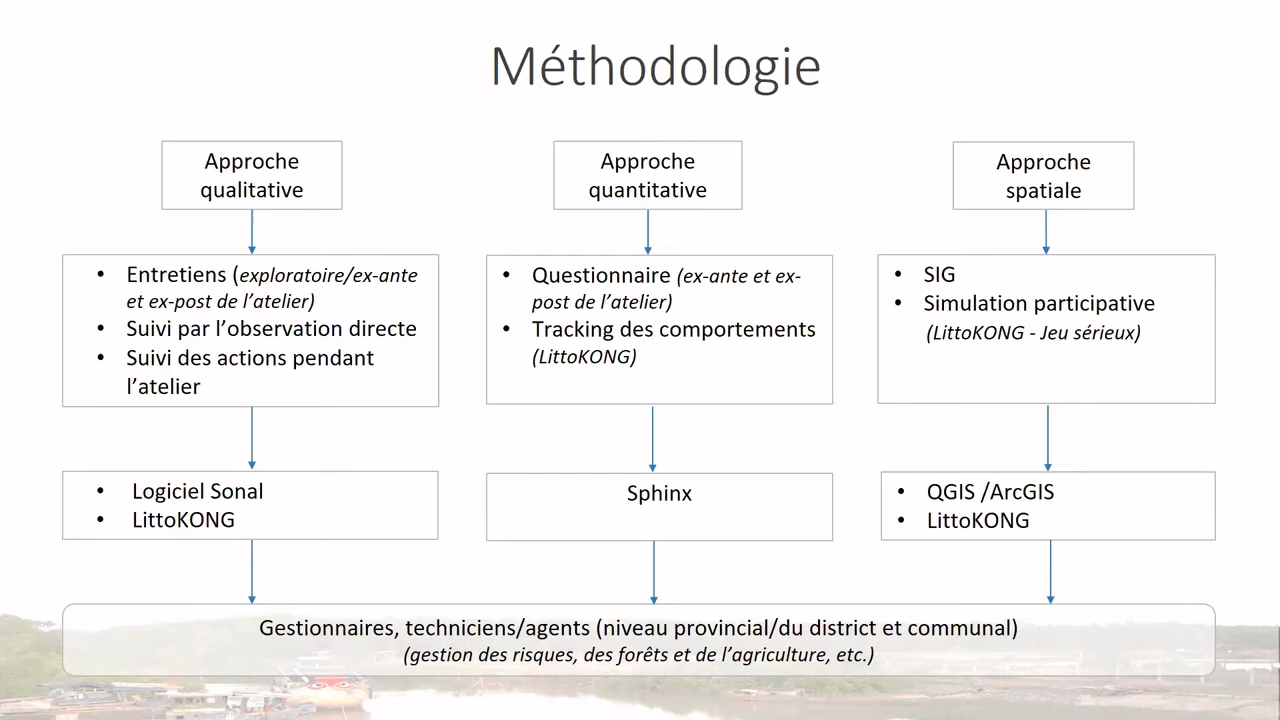 Méthodologie
Approche
qualitative
Approche
quantitative
Approche
spatiale
• Entretiens (exploratoire/ex-ante
et ex-post de l'atelier)
• Suivi par l'observation directe
• Suivi des actions pendant
l'atelier
• Questionnaire (ex-ante et ex-
post de l'atelier)
• Tracking des comportements
(LittoKONG)
• SIG
• Simulation participative
(LittoKONG - Jeu sérieux)
• Logiciel Sonal
• LittoKONG
Sphinx
• QGIS /ArcGIS
• LittoKONG
Gestionnaires, techniciens/agents (niveau provincial/du district et communal)
(gestion des risques, des forêts et de l'agriculture, etc.)